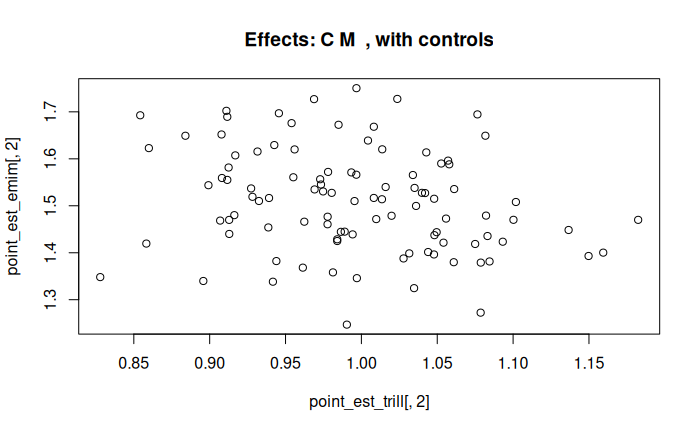 Effects: C M  , with controls
point_est_emim[, 2]
1.7
1.6
1.5
1.4
1.3
0.85 0.90 0.95 1.00 1.05 1.10 1.15
point_est_trill[, 2]